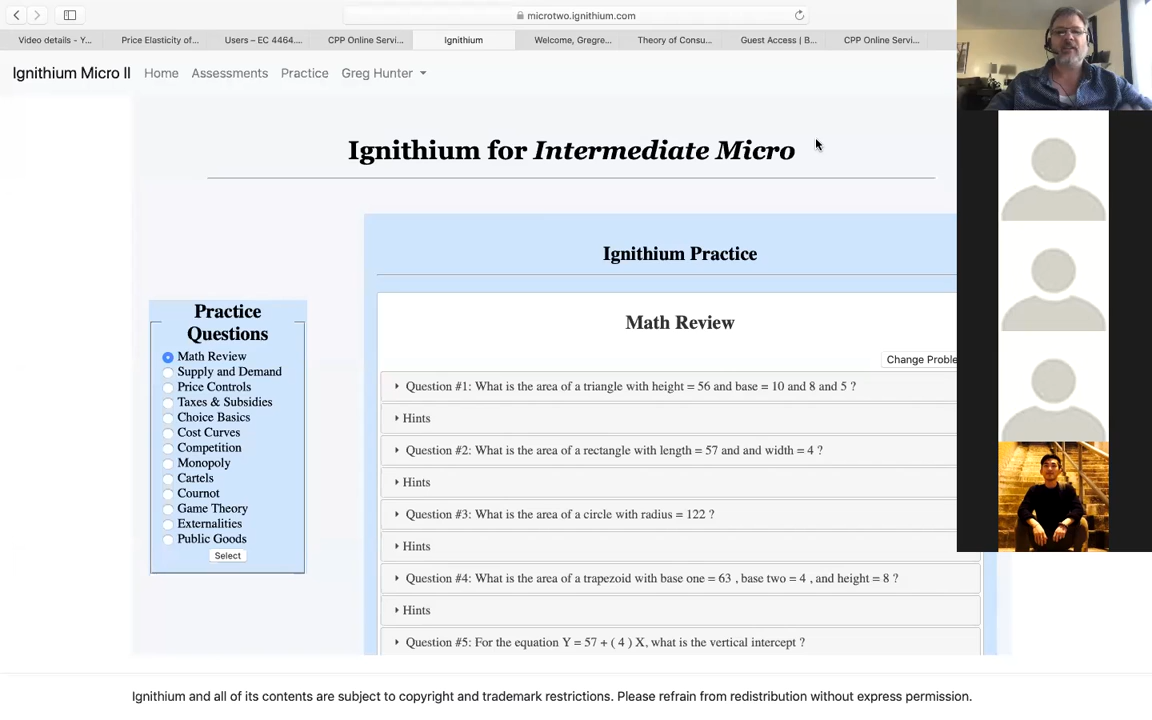 microtwo.ignithium.com
Video details - Y...
Price Elasticity of...
Users – EC 4464....
CPP Online Servi...
Ignithium
Welcome, Gregre...
Theory of Consu...
Guest Access | B...
CPP Online Servi...
Ignithium Micro II
Home
Assessments
Practice
Greg Hunter
Ignithium for Intermediate Micro
Practice
Questions
Math Review
Supply and Demand
Price Controls
Taxes & Subsidies
Choice Basics
Cost Curves
Competition
Monopoly
Cartels
Cournot
Game Theory
Externalities
Public Goods
Select
Ignithium Practice
Math Review
Change Proble
Question #1: What is the area of a triangle with height = 56 and base = 10 and 8 and 5 ?
Hints
Question #2: What is the area of a rectangle with length = 57 and and width = 4 ?
Hints
Question #3: What is the area of a circle with radius = 122 ?
Hints
Question #4: What is the area of a trapezoid with base one = 63 , base two = 4 , and height = 8 ?
Hints
Question #5: For the equation Y = 57 + ( 4 ) X, what is the vertical intercept ?
Ignithium and all of its contents are subject to copyright and trademark restrictions. Please refrain from redistribution without express permission.